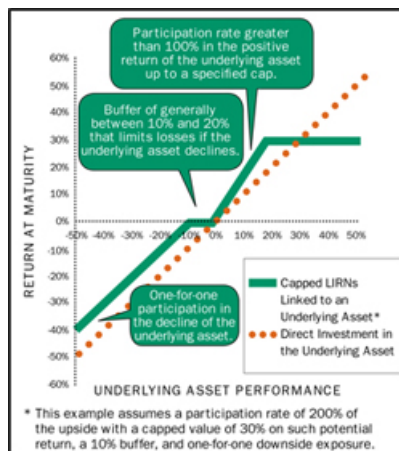 Participation rate greater
than 100% in the positive
return of the underlying asset
up to a specified cap.
Buffer of generally
between 10% and 20%
that limits losses if the
underlying asset declines.
60%
50%
40%
30%
20%
10%
0%
-10%
-20%
-30%
-40%
-50%
-60%
RETURN AT MATURITY
-50% -40% -30% -20% -10% 0% 10% 20% 30% 40% 50%
One-for-one
participation in
the decline of the
underlying asset.
Capped LIRNs
Linked to an
Underlying Asset*
Direct Investment in
the Underlying Asset
UNDERLYING ASSET PERFORMANCE
* This example assumes a participation rate of 200% of
the upside with a capped value of 30% on such potential
return, a 10% buffer, and one-for-one downside exposure.